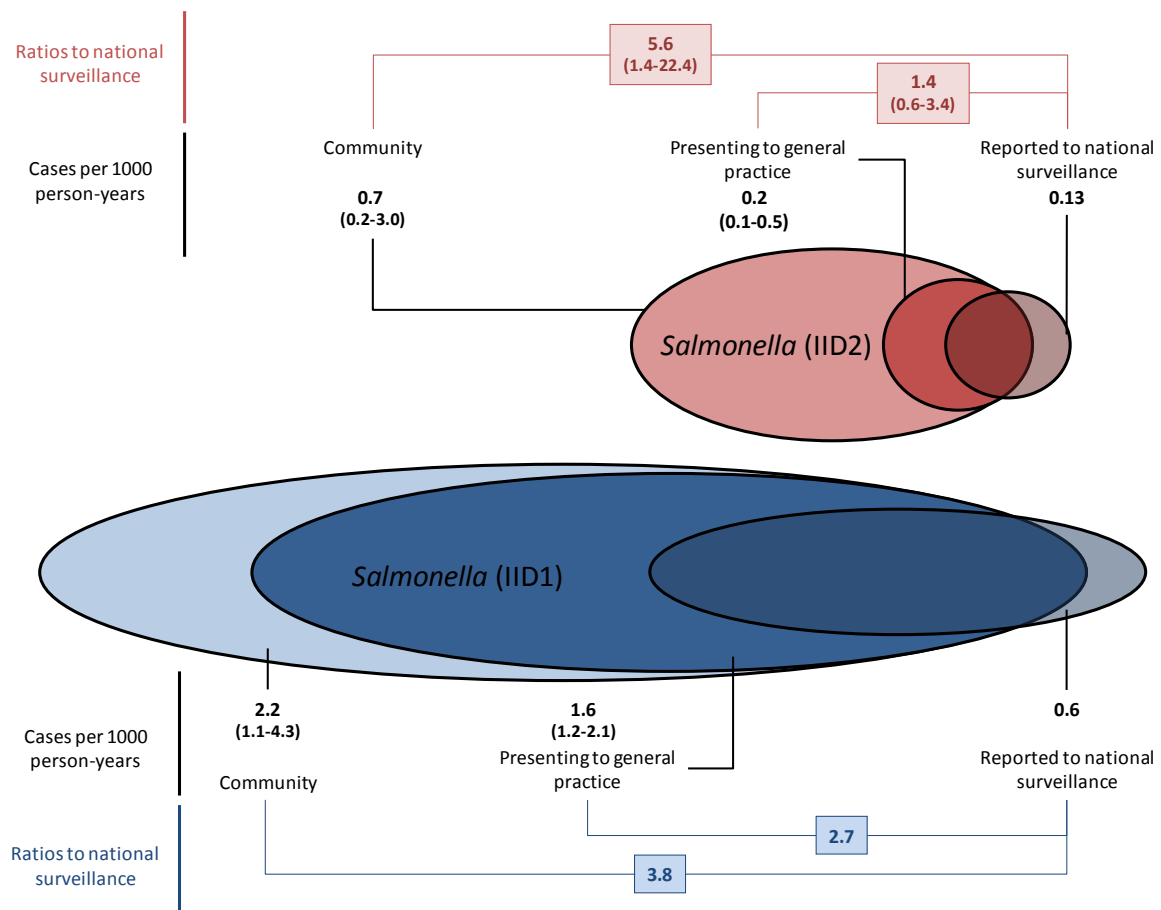 5.6
(1.4-22.4)
Ratios to national
surveillance
1.4
(0.6-3.4)
Community
Presenting to general
practice
Reported to national
surveillance
Cases per 1000
person-years
0.7
(0.2-3.0)
0.2
(0.1-0.5)
0.13
Salmonella (IID2)
Salmonella (IID1)
2.2
(1.1-4.3)
1.6
(1.2-2.1)
0.6
Cases per 1000
person-years
Community
Presenting to general
practice
Reported to national
surveillance
2.7
Ratios to national
surveillance
3.8